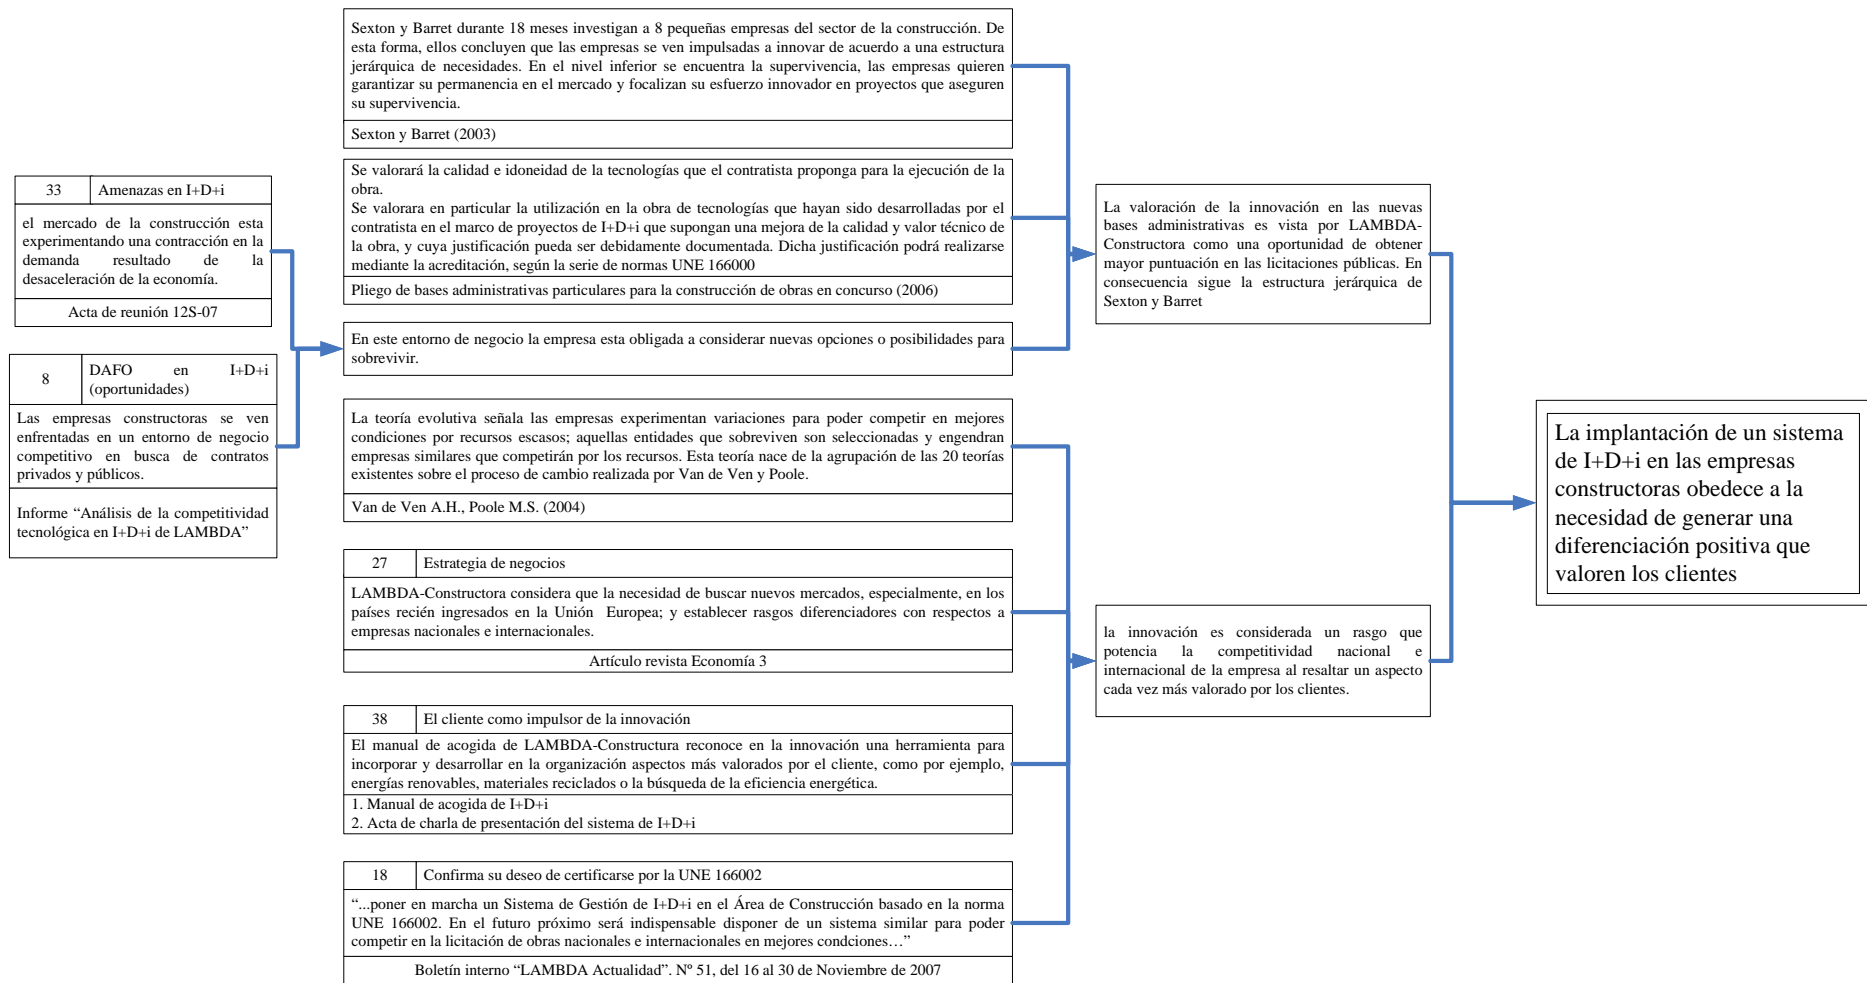 Sexton y Barret durante 18 meses investigan a 8 pequeñas empresas del sector de la construcción. De
esta forma, ellos concluyen que las empresas se ven impulsadas a innovar de acuerdo a una estructura
jerárquica de necesidades. En el nivel inferior se encuentra la supervivencia, las empresas quieren
garantizar su permanencia en el mercado y focalizan su esfuerzo innovador en proyectos que aseguren
su supervivencia.
Sexton y Barret (2003)
Se valorará la calidad e idoneidad de la tecnologías que el contratista proponga para la ejecución de la
obra.
Se valorara en particular la utilización en la obra de tecnologías que hayan sido desarrolladas por el
contratista en el marco de proyectos de I+D+i que supongan una mejora de la calidad y valor técnico de
la obra, y cuya justificación pueda ser debidamente documentada. Dicha justificación podrá realizarse
mediante la acreditación, según la serie de normas UNE 166000
Pliego de bases administrativas particulares para la construcción de obras en concurso (2006)
33 Amenazas en I+D+i
el mercado de la construcción esta
experimentando una contracción en la
demanda resultado de la
desaceleración de la economía.
Acta de reunión 12S-07
8 DAFO en I+D+i
(oportunidades)
Las empresas constructoras se ven
enfrentadas en un entorno de negocio
competitivo en busca de contratos
privados y públicos.
Informe “Análisis de la competitividad
tecnológica en I+D+i de LAMBDA”
En este entorno de negocio la empresa esta obligada a considerar nuevas opciones o posibilidades para
sobrevivir.
La teoría evolutiva señala las empresas experimentan variaciones para poder competir en mejores
condiciones por recursos escasos; aquellas entidades que sobreviven son seleccionadas y engendran
empresas similares que competirán por los recursos. Esta teoría nace de la agrupación de las 20 teorías
existentes sobre el proceso de cambio realizada por Van de Ven y Poole.
Van de Ven A.H., Poole M.S. (2004)
27 Estrategia de negocios
LAMBDA-Constructora considera que la necesidad de buscar nuevos mercados, especialmente, en los
países recién ingresados en la Unión Europea; y establecer rasgos diferenciadores con respectos a
empresas nacionales e internacionales.
Artículo revista Economía 3
38 El cliente como impulsor de la innovación
El manual de acogida de LAMBDA-Constructura reconoce en la innovación una herramienta para
incorporar y desarrollar en la organización aspectos más valorados por el cliente, como por ejemplo,
energías renovables, materiales reciclados o la búsqueda de la eficiencia energética.
1. Manual de acogida de I+D+i
2. Acta de charla de presentación del sistema de I+D+i
18 Confirma su deseo de certificarse por la UNE 166002
“...poner en marcha un Sistema de Gestión de I+D+i en el Área de Construcción basado en la norma
UNE 166002. En el futuro próximo será indispensable disponer de un sistema similar para poder
competir en la licitación de obras nacionales e internacionales en mejores condciones…”
Boletín interno “LAMBDA Actualidad”. Nº 51, del 16 al 30 de Noviembre de 2007
La valoración de la innovación en las nuevas
bases administrativas es vista por LAMBDA-
Constructora como una oportunidad de obtener
mayor puntuación en las licitaciones públicas. En
consecuencia sigue la estructura jerárquica de
Sexton y Barret
la innovación es considerada un rasgo que
potencia la competitividad nacional e
internacional de la empresa al resaltar un aspecto
cada vez más valorado por los clientes.
La implantación de un sistema
de I+D+i en las empresas
constructoras obedece a la
necesidad de generar una
diferenciación positiva que
valoren los clientes